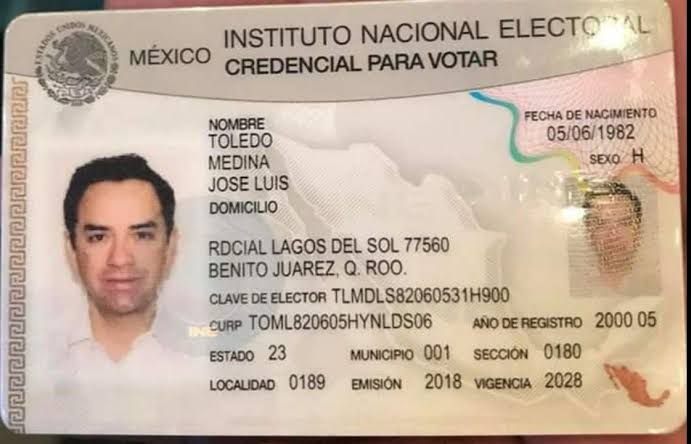 ESTADOS UNIDOS MEXICANOS
MÉXICO INSTITUTO NACIONAL ELECTORAL
CREDENCIAL PARA VOTAR
FECHA DE NACIMIENTO
05/06/1982
SEXO H
NOMBRE
TOLEDO
MEDINA
JOSE LUIS
DOMICILIO
RDCIAL LAGOS DEL SOL 77560
BENITO JUAREZ, Q. ROO.
CLAVE DE ELECTOR TLMDLS82060531H900
CURP TOML820605HYNLDS06 AÑO DE REGISTRO 2000 05
ESTADO 23 MUNICIPIO 001 SECCIÓN 0180
LOCALIDAD 0189 EMISIÓN 2018 VIGENCIA 2028
INE